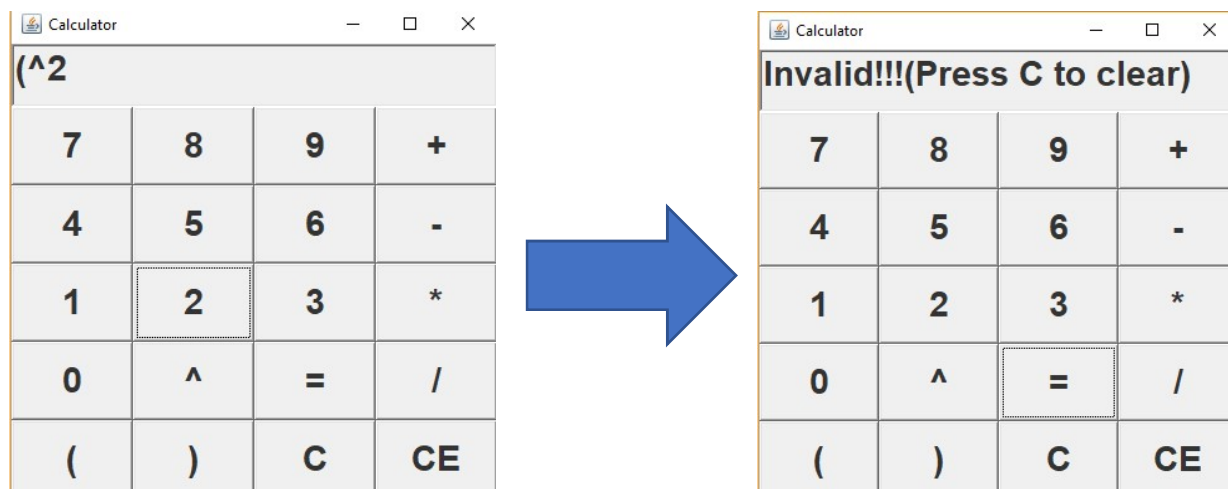 Calculator
(^2
7 8 9 +
4 5 6 -
1 2 3 *
0 ^ = /
( ) C CE
Calculator
Invalid!!!(Press C to clear)
7 8 9 +
4 5 6 -
1 2 3 *
0 ^ = /
( ) C CE